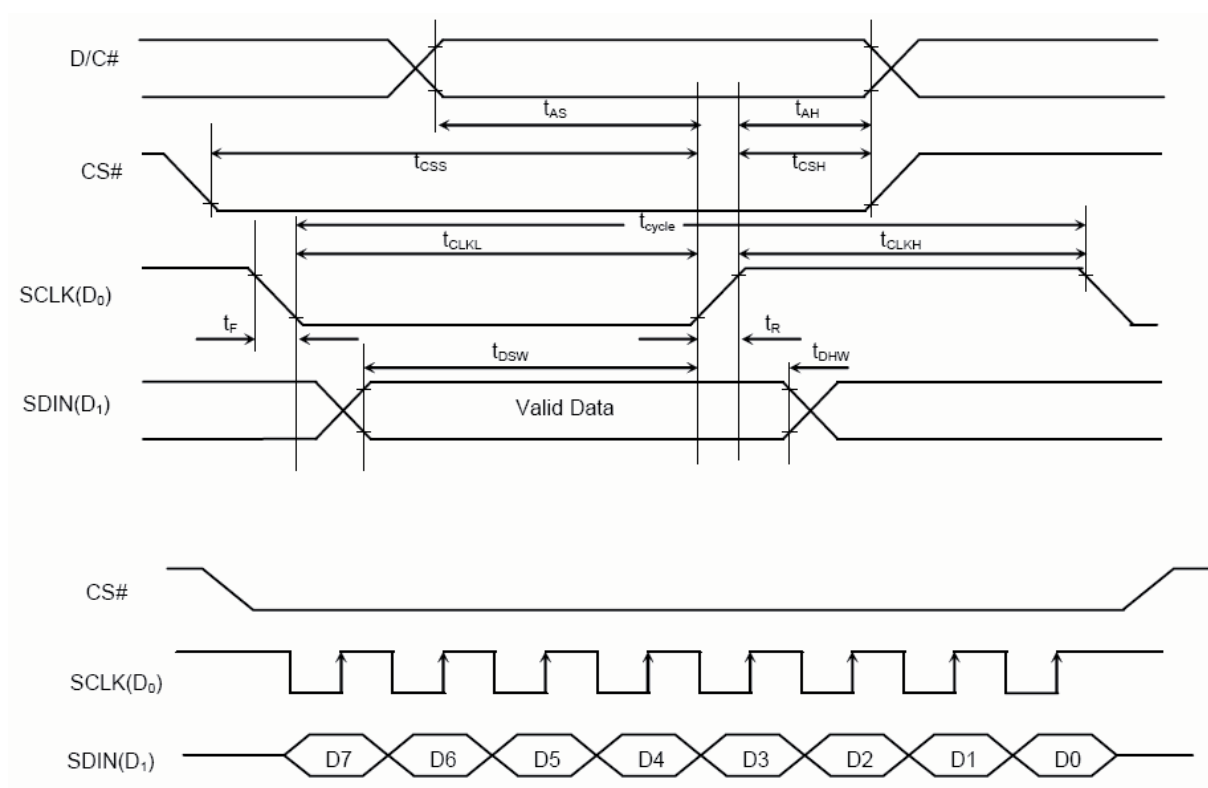 D/C#
tAS
tAH
CS#
tCSS
tCSH
tcycle
tCLKL
tCLKH
SCLK(D0)
tF
tR
tDSW
tDHW
SDIN(D1)
Valid Data
CS#
SCLK(D0)
SDIN(D1)
D7 D6 D5 D4 D3 D2 D1 D0